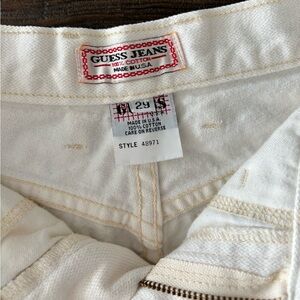 GUESS JEANS
100% COTTON
MADE IN U.S.A.
29 S
MADE IN U.S.A.
100% COTTON
CARE ON REVERSE
STYLE 48971